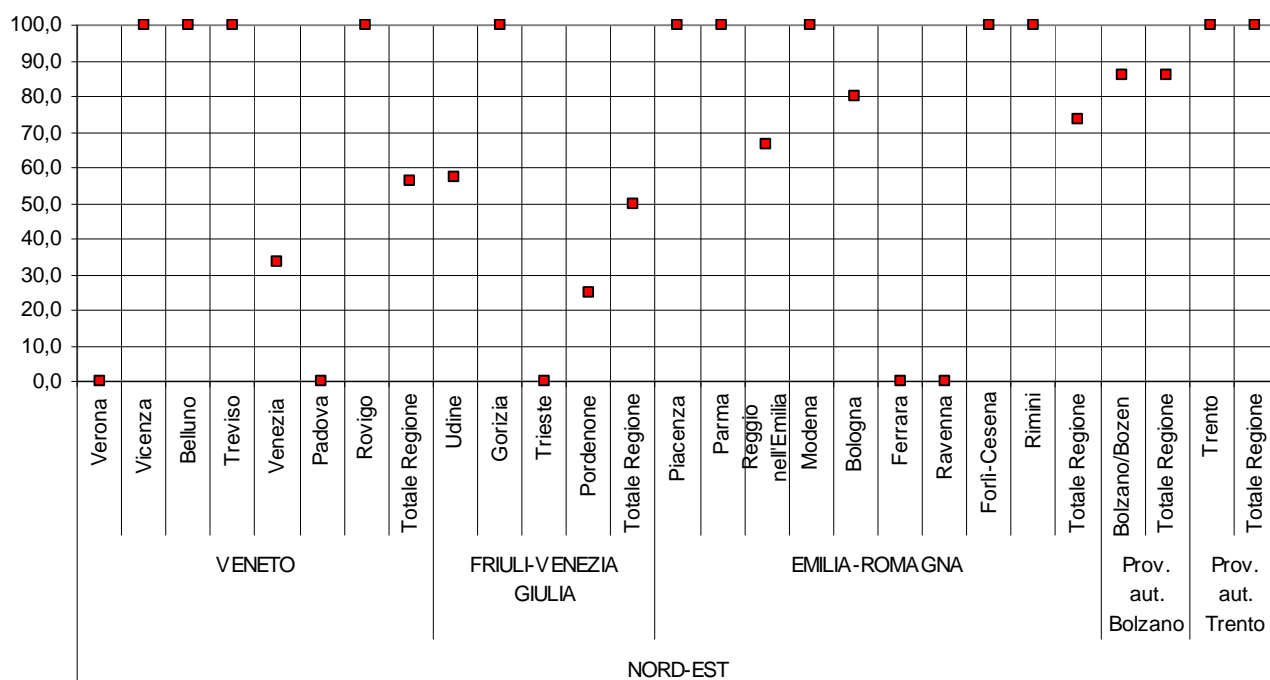 100,0
90,0
80,0
70,0
60,0
50,0
40,0
30,0
20,0
10,0
0,0
Verona
Vicenza
Belluno
Treviso
Venezia
Padova
Rovigo
Totale Regione
Udine
Gorizia
Trieste
Pordenone
Totale Regione
Piacenza
Parma
Reggio
nell'Emilia
Modena
Bologna
Ferrara
Ravenna
Forlì-Cesena
Rimini
Totale Regione
Bolzano/Bozen
Totale Regione
Trento
Totale Regione
VENETO
FRIULI-VENEZIA
GIULIA
EMILIA-ROMAGNA
Prov.
aut.
Bolzano
Prov.
aut.
Trento
NORD-EST